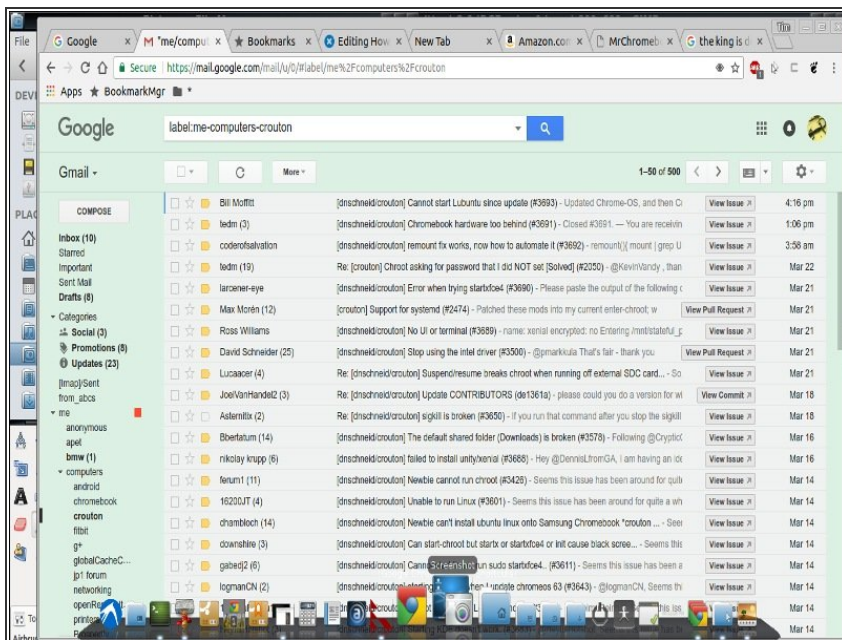 Tim
File
Google
"me/comput
Bookmarks
Editing How
New Tab
Amazon.con
MrChromeb
the king is d
Secure
https://mail.google.com/mail/u/0/#label/me%2Fcomputers%2Fcrouton
DEVI
Apps
BookmarkMgr
*
Google
label:me-computers-crouton
Gmail
More
1–50 of 500
COMPOSE
PLAC
Inbox (10)
Starred
Important
Sent Mail
Drafts (8)
Categories
Social (3)
Promotions (8)
Updates (23)
[Imap]/Sent
from_abcs
me
anonymous
apet
bmw (1)
computers
android
chromebook
crouton
fitbit
g+
globalCacheC...
jp1 forum
networking
Bill Moffitt [dnschneid/crouton] Cannot start Lubuntu since update (#3693) - Updated Chrome-OS, and then View Issue 4:16 pm
tedm (3) [dnschneid/crouton] Chromebook hardware too behind (#3691) - Closed #3691. — You are receivin View Issue 1:06 pm
coderofsalvation [dnschneid/crouton] remount fix works, now how to automate it (#3692) - remount(){ mount | grep U View Issue 3:58 am
tedm (19) Re: [crouton] Chroot asking for password that I did NOT set [Solved] (#2050) - @KevinVandy , than View Issue Mar 22
larcener-eye [dnschneid/crouton] Error when trying startxfce4 (#3690) - Please paste the output of the following View Issue Mar 21
Max Morén (12) [crouton] Support for systemd (#2474) - Patched these mods into my current enter-chroot; w View Pull Request Mar 21
Ross Williams [dnschneid/crouton] No UI or terminal (#3689) - name: xenial encrypted: no Entering /mnt/stateful_p View Issue Mar 21
David Schneider (25) [dnschneid/crouton] Stop using the intel driver (#3500) - @pmarkkula That's fair - thank you View Pull Request Mar 21
Lucaacer (4) Re: [dnschneid/crouton] Suspend/resume breaks chroot when running off external SDC card... - So View Issue Mar 21
JoelVanHandel2 (3) Re: [dnschneid/crouton] Update CONTRIBUTORS (de1361a) - please could you do a version for wi View Commit Mar 18
Asternitix (2) Re: [dnschneid/crouton] sigkill is broken (#3650) - If you run that command after you stop the sigkill View Issue Mar 18
Bbertatum (14) [dnschneid/crouton] The default shared folder (Downloads) is broken (#3578) - Following View Issue Mar 16
nikolay krupp (6) [dnschneid/crouton] failed to install unity/xenial (#3688) - Hey @DennisLfromGA, I am having an View Issue Mar 16
ferum1 (11) [dnschneid/crouton] Newbie cannot run chroot (#3425) - Seems this issue has been around for quit View Issue Mar 14
16200JT (4) [dnschneid/crouton] Unable to run Linux (#3601) - Seems this issue has been around for quite a wh View Issue Mar 14
dhambloch (14) [dnschneid/crouton] Newbie can't install ubuntu linux onto Samsung Chromebook "crouton ... - See View Issue Mar 14
downshire (3) [dnschneid/crouton] Can start-chroot but startx or startxfce4 or init cause black scree... - Seems this View Issue Mar 14
gabedj2 (6) [dnschneid/crouton] run sudo startxfce4.. (#3611) - Seems this issue has been a View Issue Mar 14
logmanCN (2) update chromeos 63 (#3643) - @logmanCN, Seems thi View Issue Mar 14
Screenshot
Mar 14
Mar 14